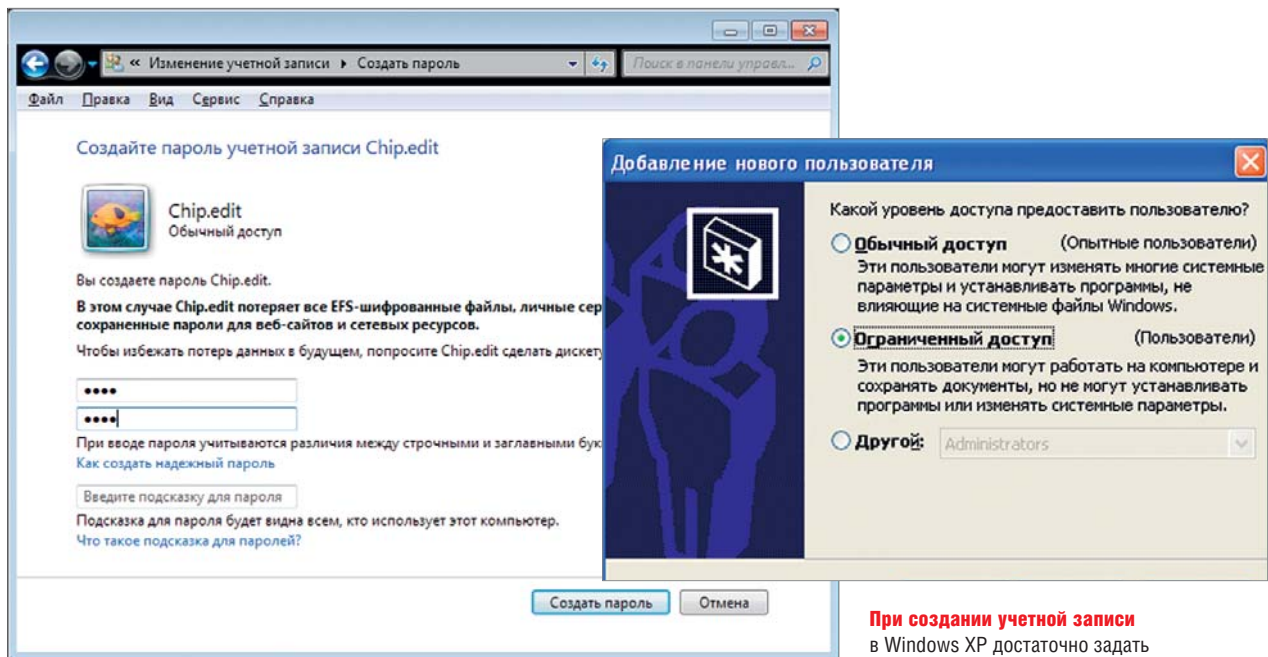 « Изменение учетной записи ▸ Создать пароль
Поиск в панели управл...
Файл Правка Вид Сервис Справка
Создайте пароль учетной записи Chip.edit
Chip.edit
Обычный доступ
Вы создаете пароль Chip.edit.
В этом случае Chip.edit потеряет все EFS-шифрованные файлы, личные сер
сохраненные пароли для веб-сайтов и сетевых ресурсов.
Чтобы избежать потерь данных в будущем, попросите Chip.edit сделать дискету
При вводе пароля учитываются различия между строчными и заглавными бук
Как создать надежный пароль
Введите подсказку для пароля
Подсказка для пароля будет видна всем, кто использует этот компьютер.
Что такое подсказка для паролей?
Создать пароль
Отмена
Добавление нового пользователя
Какой уровень доступа предоставить пользователю?
Обычный доступ (Опытные пользователи)
Эти пользователи могут изменять многие системные
параметры и устанавливать программы, не
влияющие на системные файлы Windows.
Ограниченный доступ (Пользователи)
Эти пользователи могут работать на компьютере и
сохранять документы, но не могут устанавливать
программы или изменять системные параметры.
Другой: Administrators
При создании учетной записи
в Windows XP достаточно задать